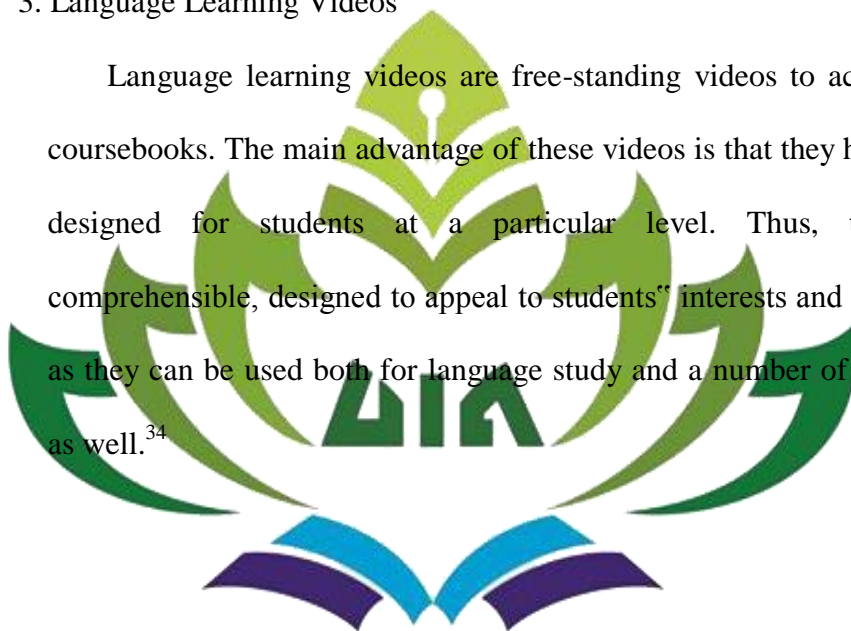 3. Language Learning Videos
Language learning videos are free-standing videos to
coursebooks. The main advantage of these videos is that they
designed for students at a particular level. Thus,
comprehensible, designed to appeal to students‟ interests and
as they can be used both for language study and a number of
as well.34